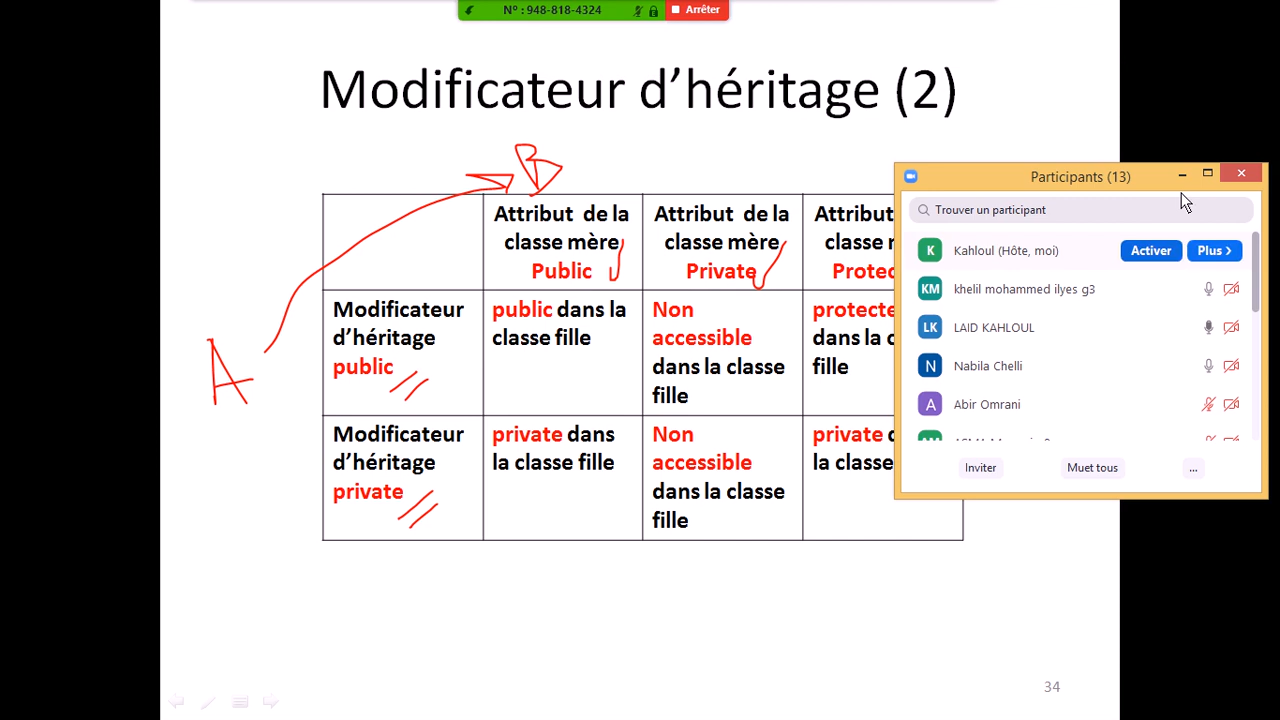 N° : 948-818-4324
Arrêter
Modificateur d'héritage (2)
B
A
Attribut de la
classe mère
Public
Attribut de la
classe mère
Private
Attribut
classe
Modificateur
d'héritage
public
public dans la
classe fille
Non
accessible
dans la classe
fille
dans la
fille
Modificateur
d'héritage
private
private dans
la classe fille
Non
accessible
dans la classe
fille
private
la classe
34
Participants (13)
Trouver un participant
K
Kahloul (Hôte, moi)
Activer
Plus >
KM
khelil mohammed ilyes g3
LK
LAID KAHLOUL
N
Nabila Chelli
A
Abir Omrani
Inviter
Muet tous
...